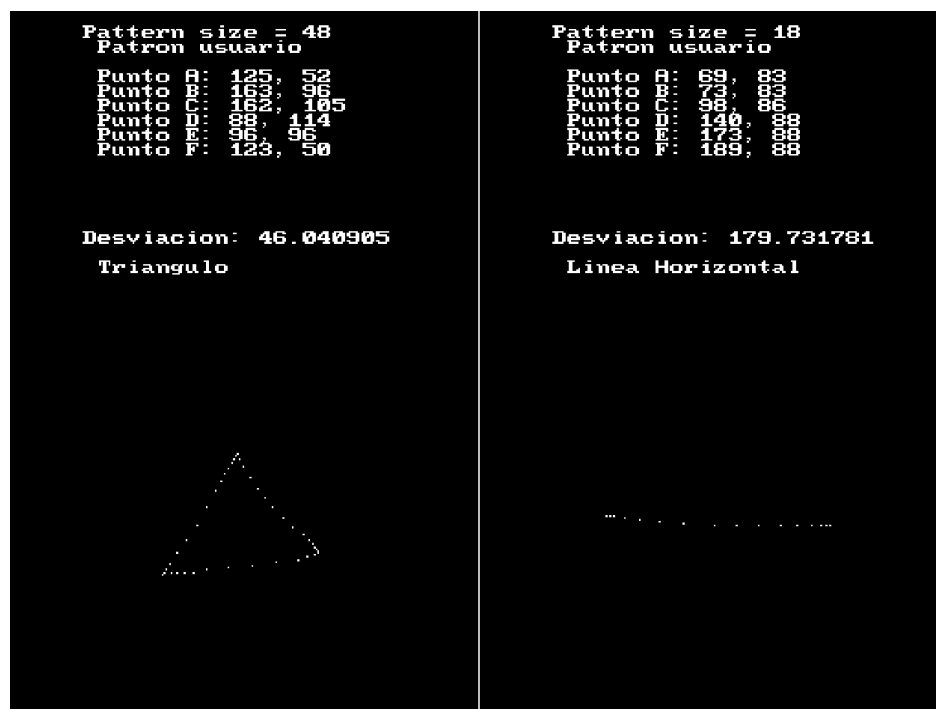 Pattern size = 48
Patron usuario
Punto A: 125, 52
Punto B: 163, 96
Punto C: 162, 105
Punto D: 88, 114
Punto E: 96, 96
Punto F: 123, 50
Desviacion: 46.040905
Triangulo
Pattern size = 18
Patron usuario
Punto A: 69, 83
Punto B: 73, 83
Punto C: 98, 86
Punto D: 140, 88
Punto E: 173, 88
Punto F: 189, 88
Desviacion: 179.731781
Linea Horizontal